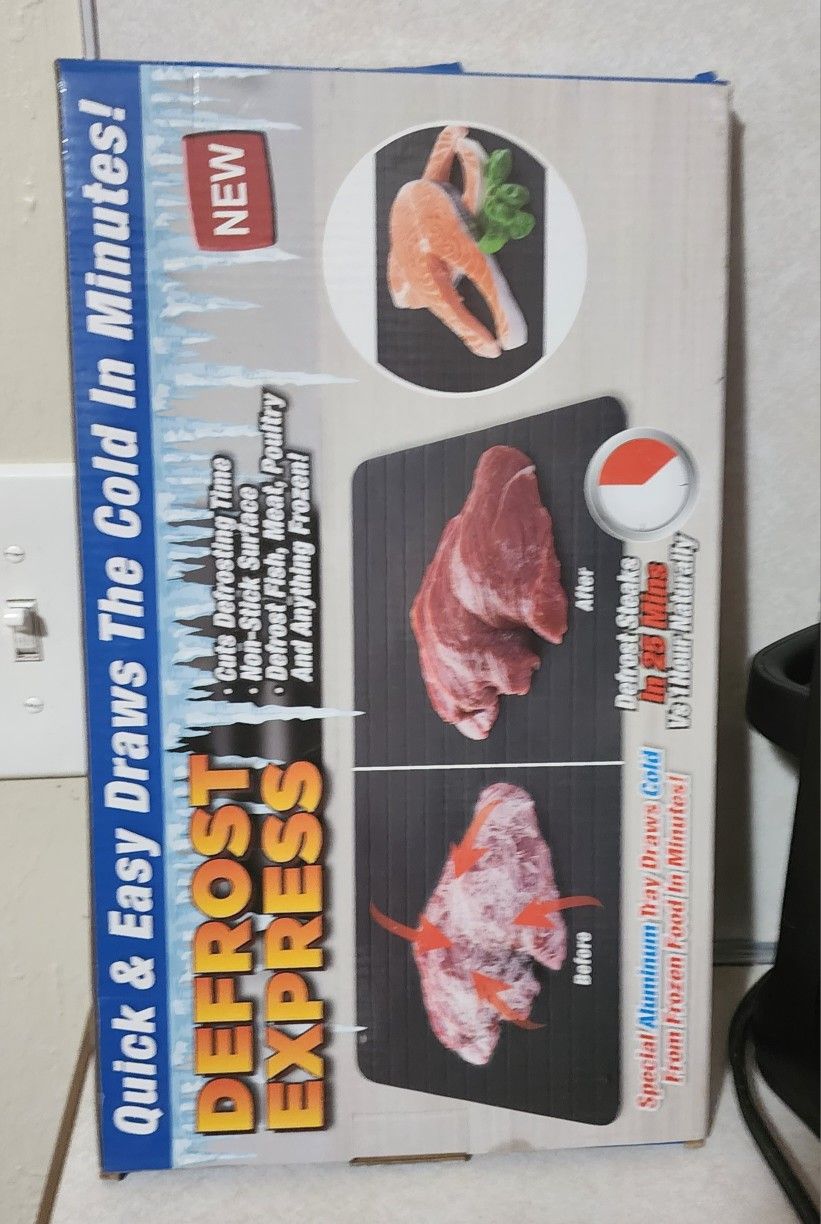 Quick & Easy Draws The Cold In Minutes!
DEFROST
EXPRESS
· Cuts Defrosting Time
· Non-Stick Surface
· Defrost Fish, Meat, Poultry
And Anything Frozen!
NEW
Before
After
Special Aluminum Tray Draws Cold
From Frozen Food In Minutes!
Defrost Steaks
In 25 Mins
Vs 1 Hour Naturally